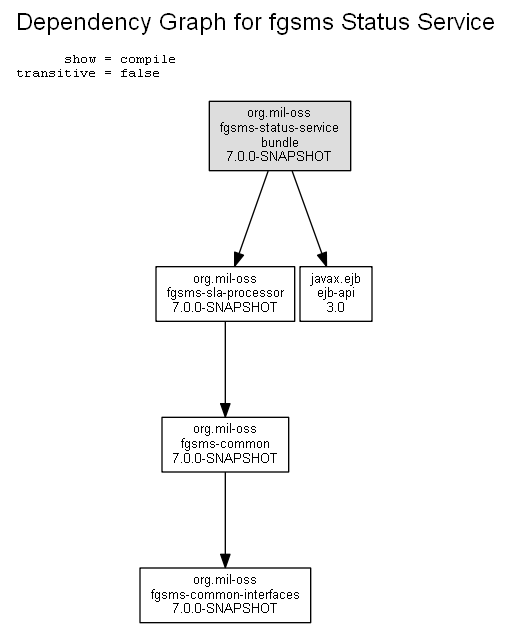 Dependency Graph for fgsms Status Service
show = compile
transitive = false
org.mil-oss
fgsms-status-service
bundle
7.0.0-SNAPSHOT
org.mil-oss
fgsms-sla-processor
7.0.0-SNAPSHOT
javax.ejb
ejb-api
3.0
org.mil-oss
fgsms-common
7.0.0-SNAPSHOT
org.mil-oss
fgsms-common-interfaces
7.0.0-SNAPSHOT